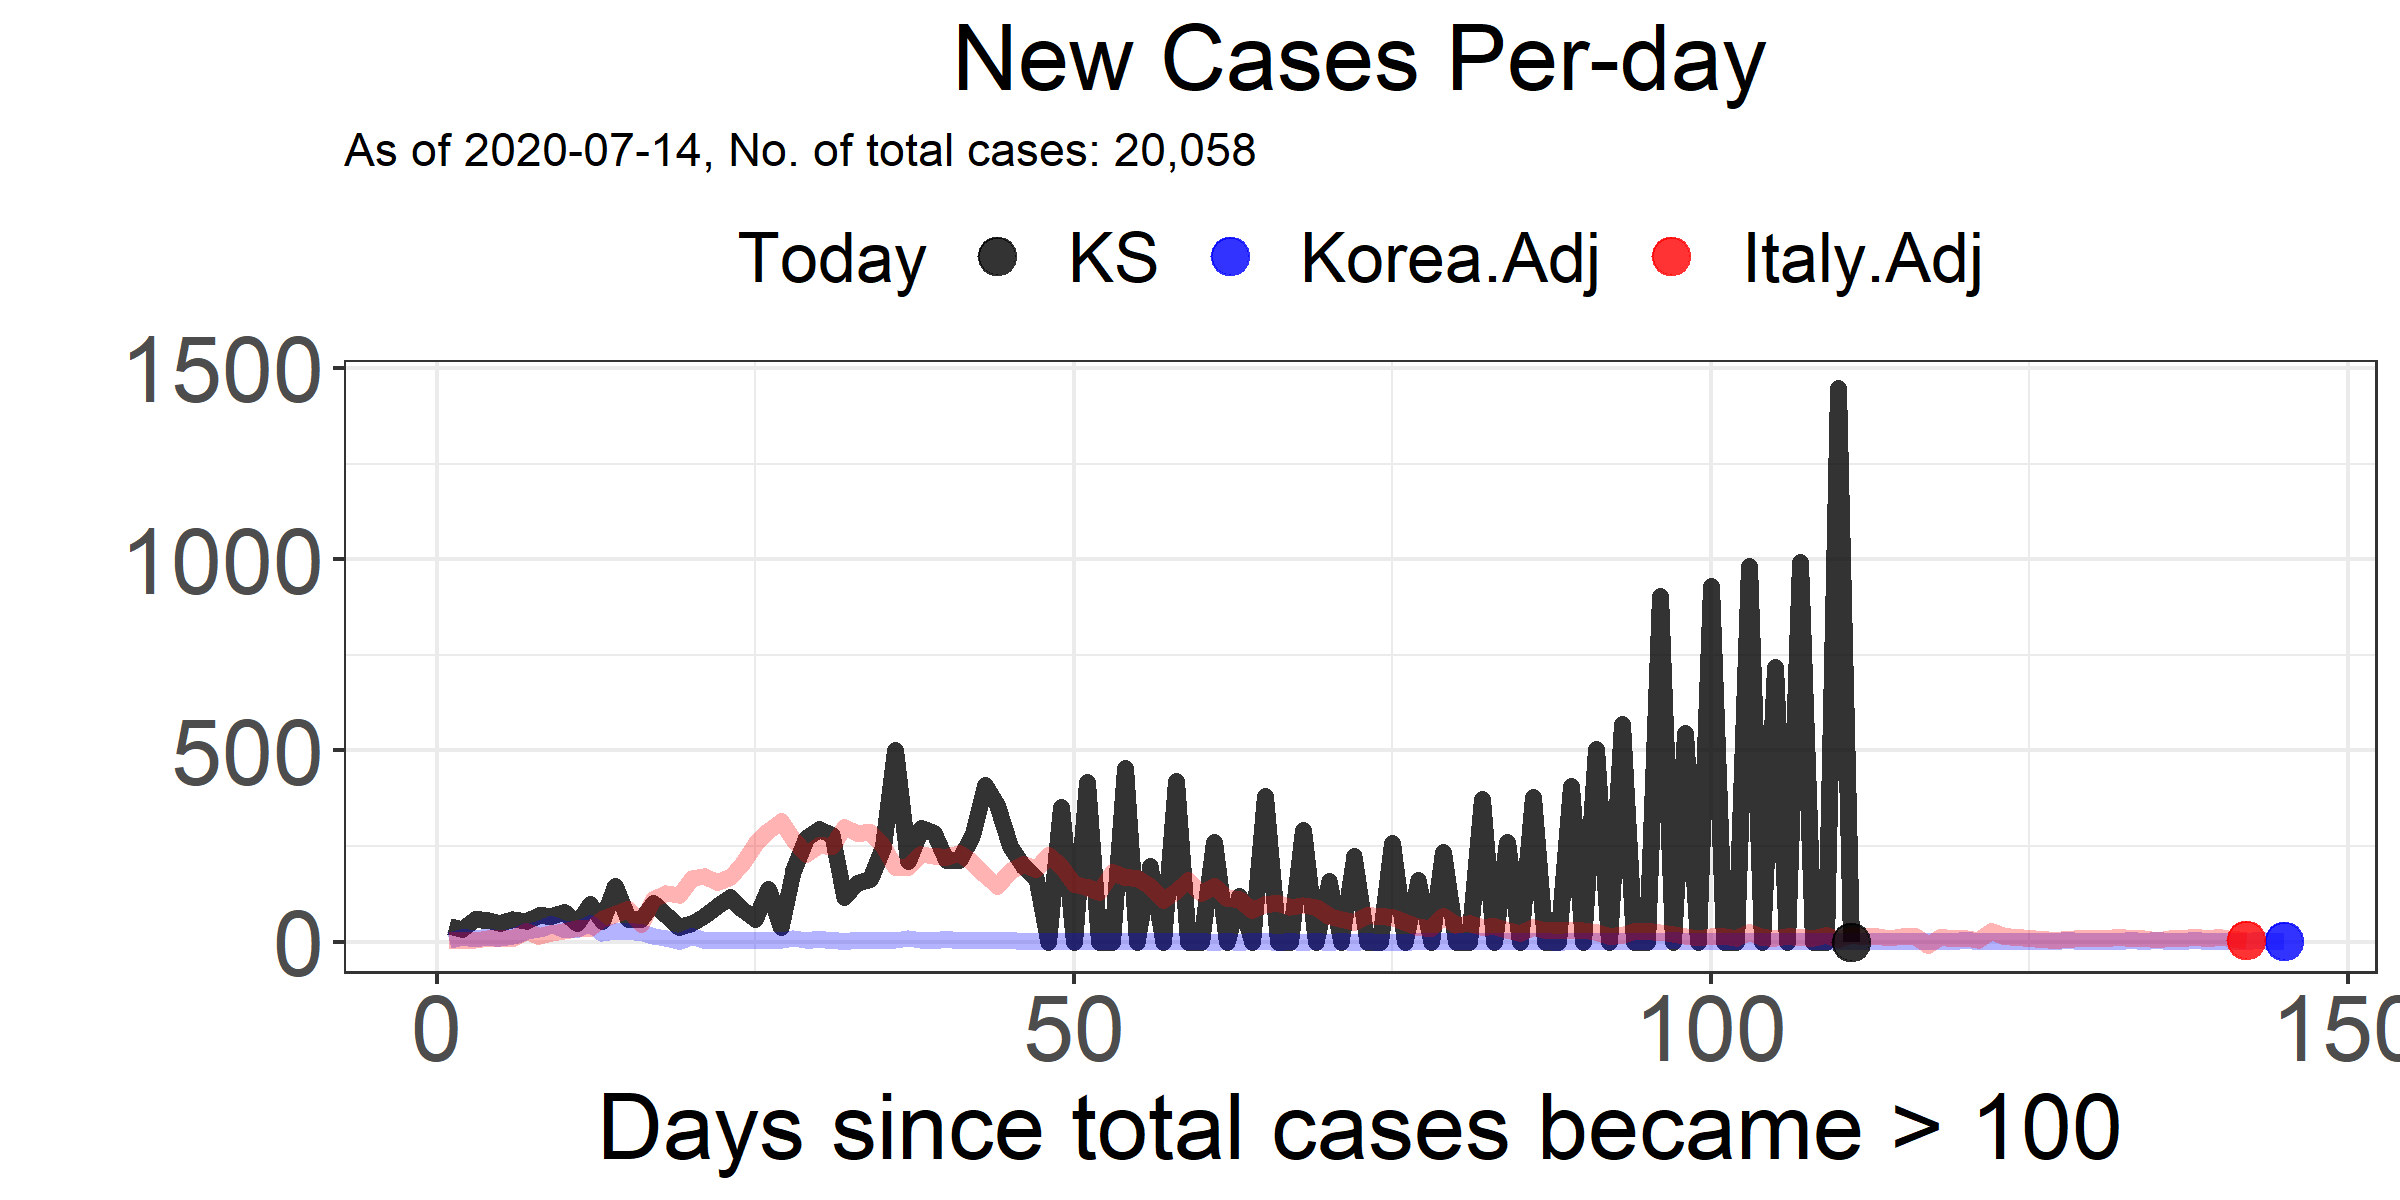 New Cases Per-day
As of 2020-07-14, No. of total cases: 20,058
Today KS Korea.Adj Italy.Adj
1500
1000
500
0
0 50 100 150
Days since total cases became > 100